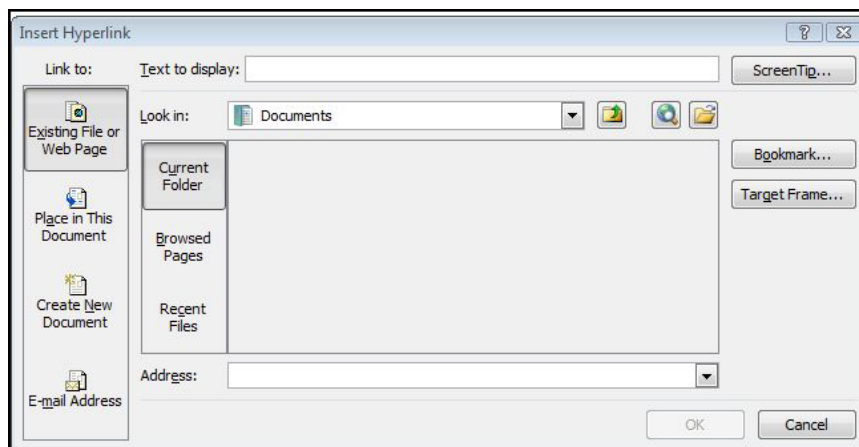 Insert Hyperlink
Link to:
Text to display:
ScreenTip...
Existing File or
Web Page
Look in:
Documents
Current
Folder
Bookmark...
Place in This
Document
Target Frame...
Browsed
Pages
Create New
Document
Recent
Files
E-mail Address
Address:
OK
Cancel